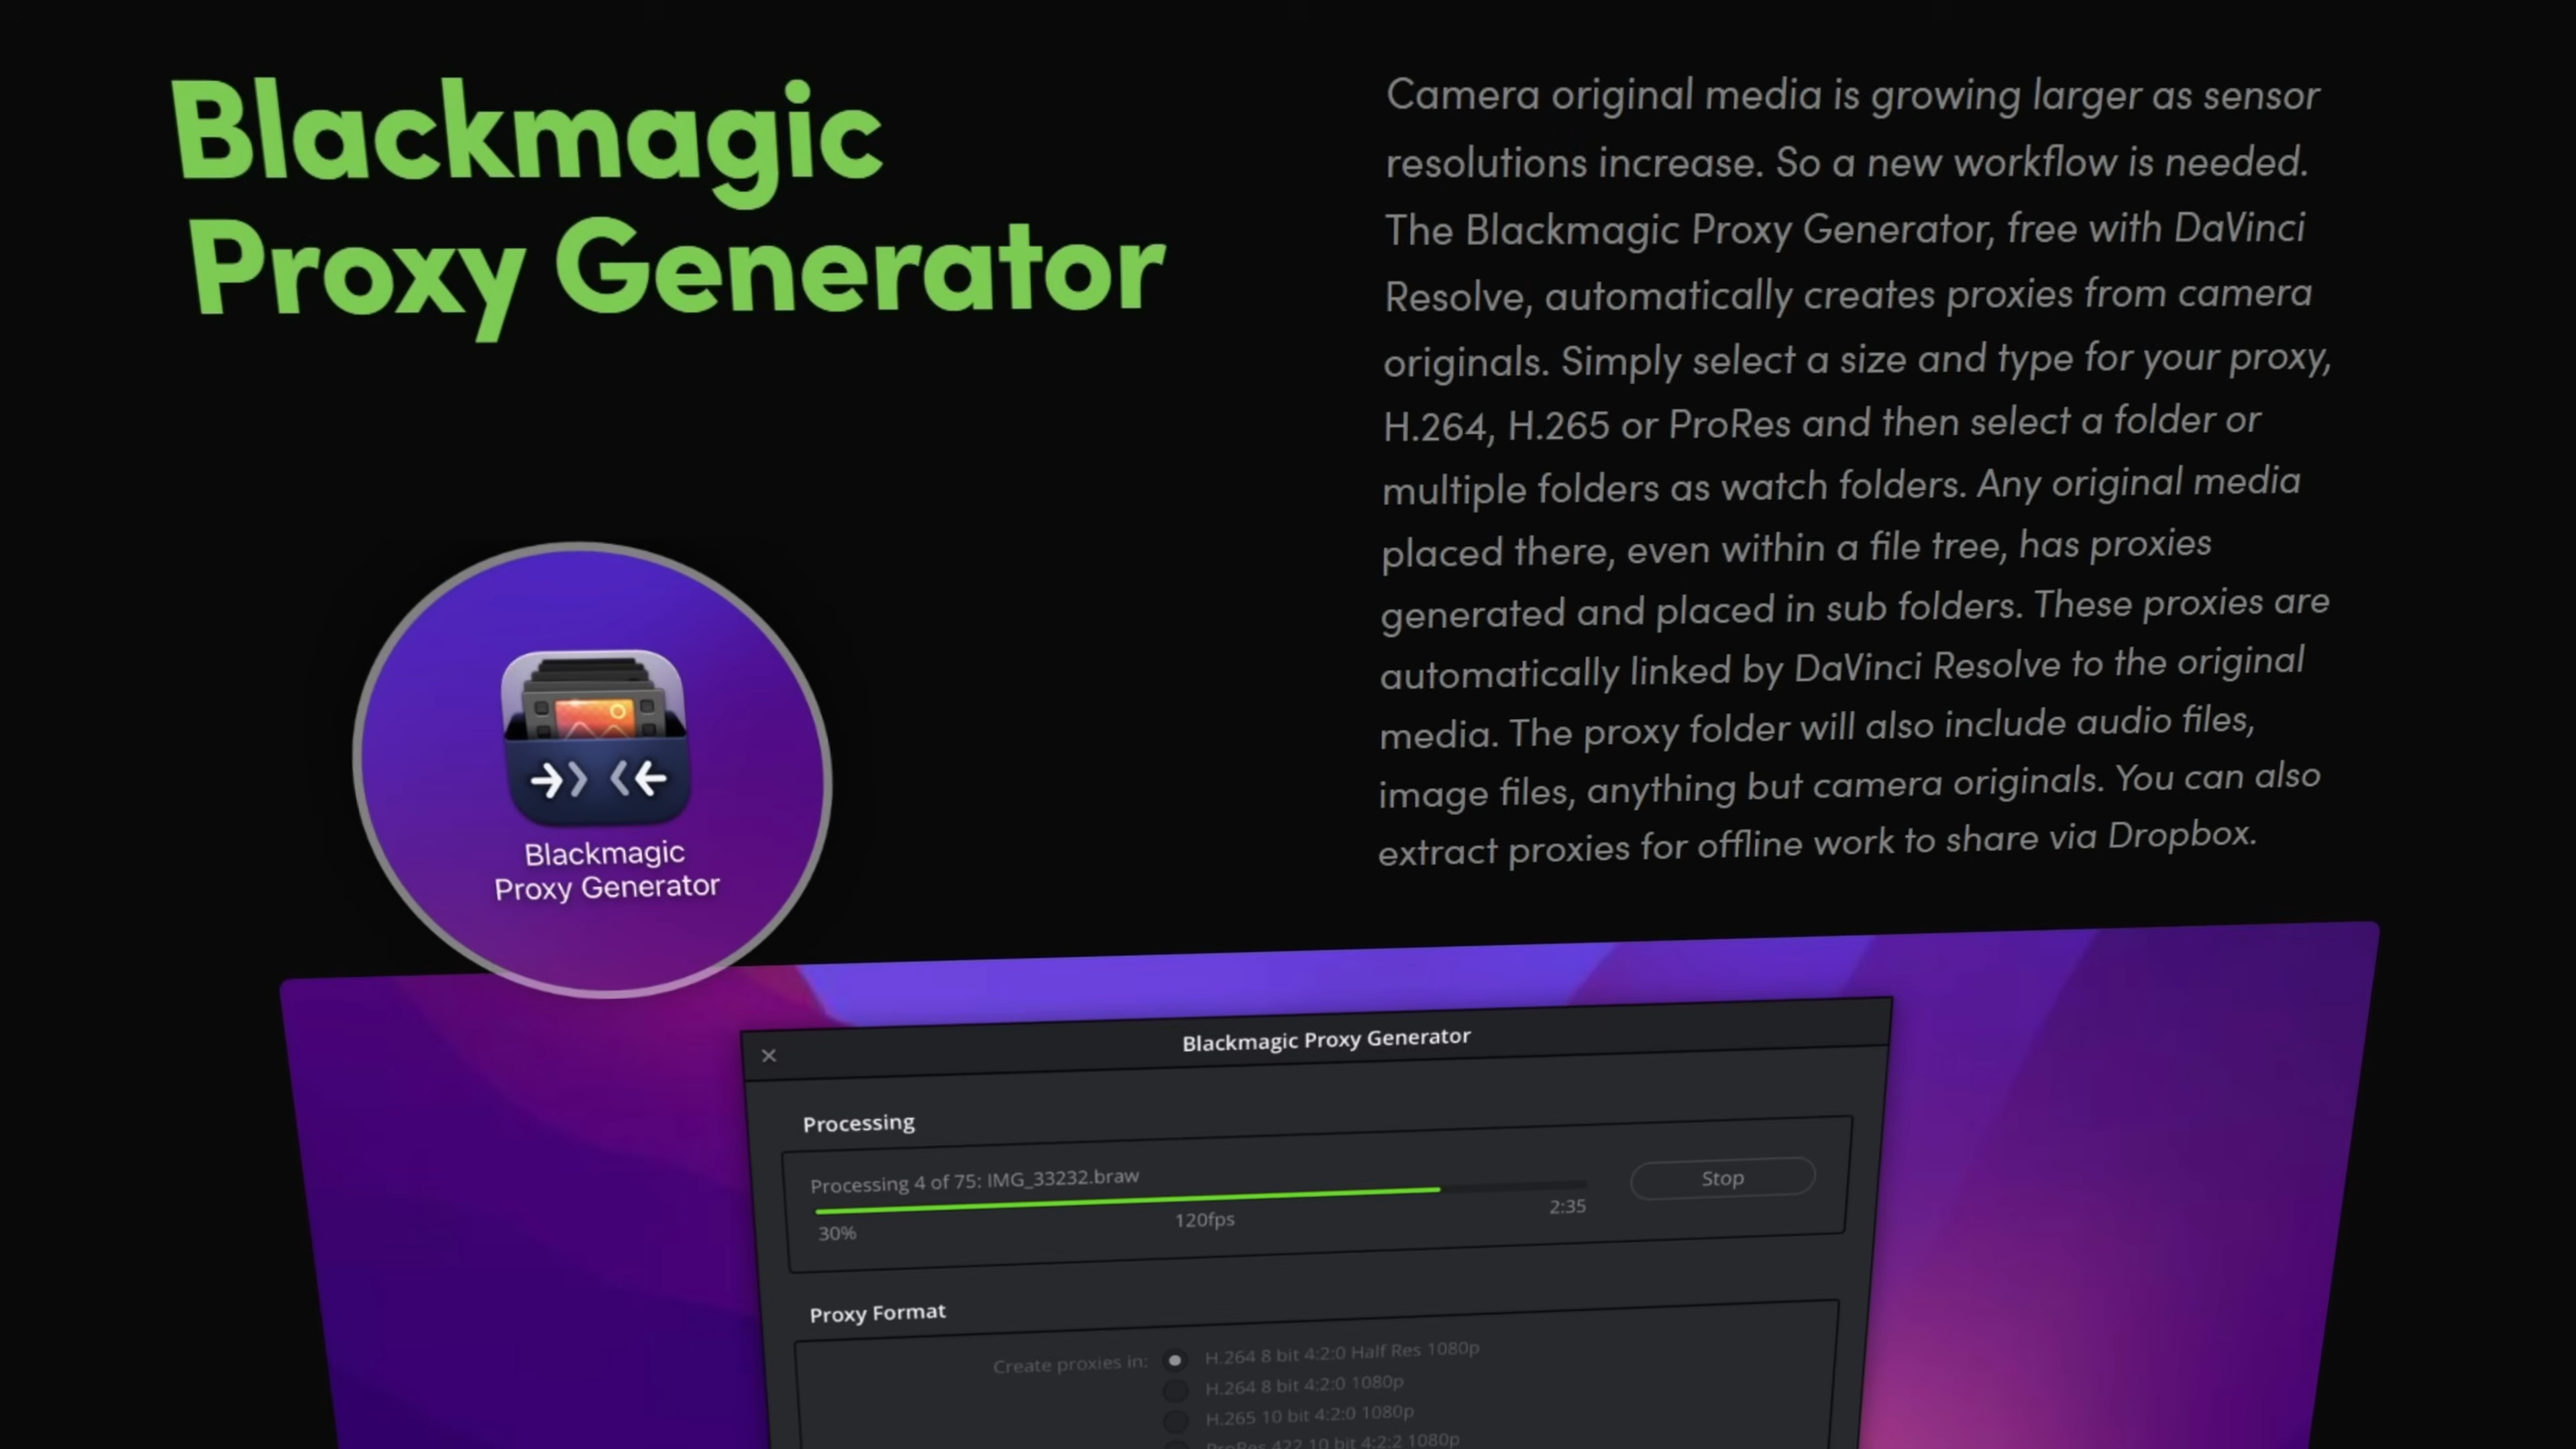 Blackmagic
Proxy Generator
Camera original media is growing larger as sensor
resolutions increase. So a new workflow is needed.
The Blackmagic Proxy Generator, free with DaVinci
Resolve, automatically creates proxies from camera
originals. Simply select a size and type for your proxy,
H.264, H.265 or ProRes and then select a folder or
multiple folders as watch folders. Any original media
placed there, even within a file tree, has proxies
generated and placed in sub folders. These proxies are
automatically linked by DaVinci Resolve to the original
media. The proxy folder will also include audio files,
image files, anything but camera originals. You can also
extract proxies for offline work to share via Dropbox.
Blackmagic
Proxy Generator
Blackmagic Proxy Generator
Processing
Processing 4 of 75: IMG_33232.braw
Stop
30% 120fps 2:35
Proxy Format
Create proxies in: H.264 8 bit 4:2:0 Half Res 1080p
H.264 8 bit 4:2:0 1080p
H.265 10 bit 4:2:0 1080p
ProRes 422 10 bit 4:2:2 1080p